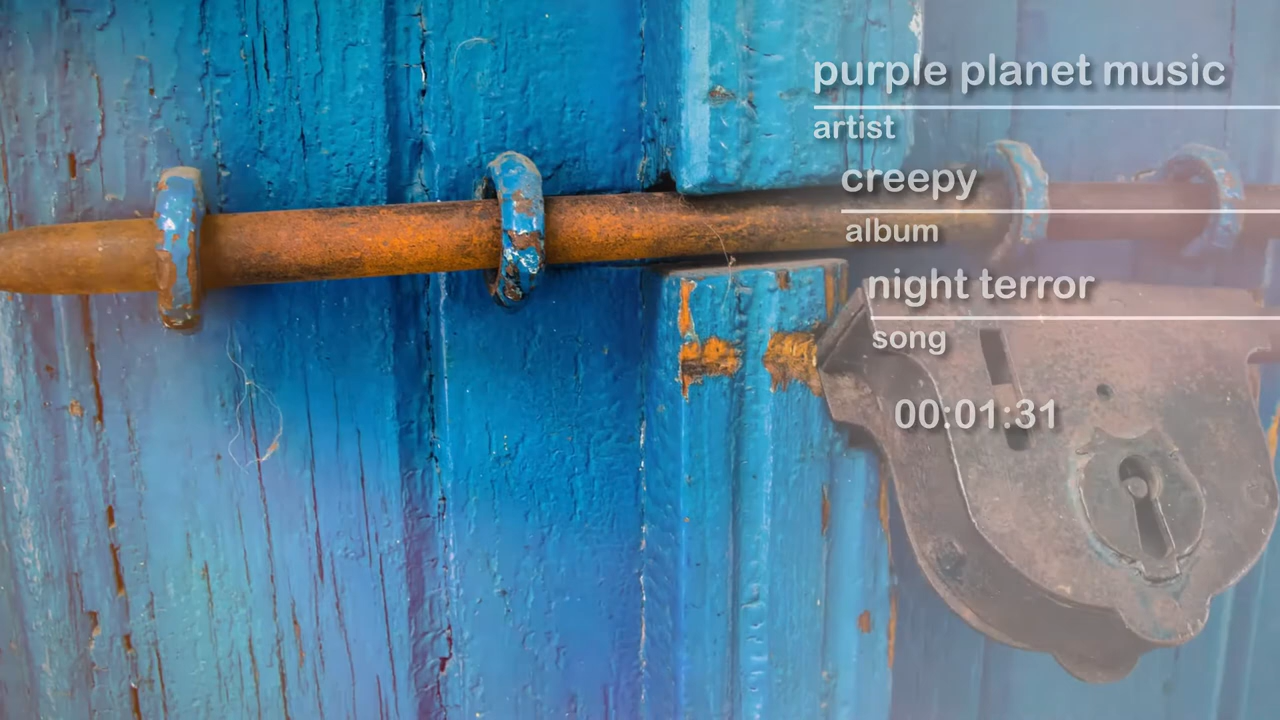 purple planet music
artist
creepy
album
night terror
song
00:01:31